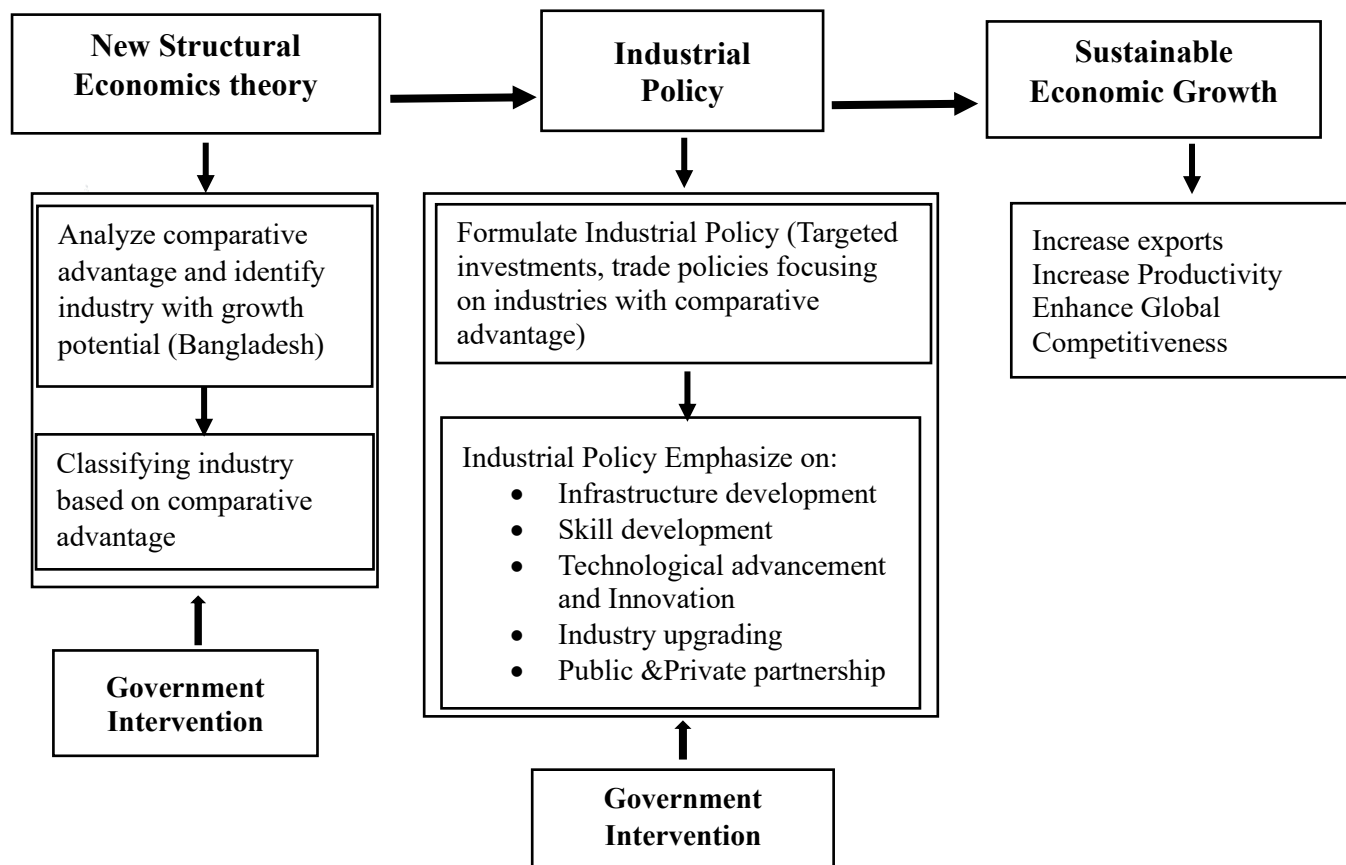 New Structural
Economics theory
Industrial
Policy
Sustainable
Economic Growth
Analyze comparative
advantage and identify
industry with growth
potential (Bangladesh)
Classifying industry
based on comparative
advantage
Government
Intervention
Formulate Industrial Policy (Targeted
investments, trade policies focusing
on industries with comparative
advantage)
Industrial Policy Emphasize on:
• Infrastructure development
• Skill development
• Technological advancement
and Innovation
• Industry upgrading
• Public &Private partnership
Government
Intervention
Increase exports
Increase Productivity
Enhance Global
Competitiveness